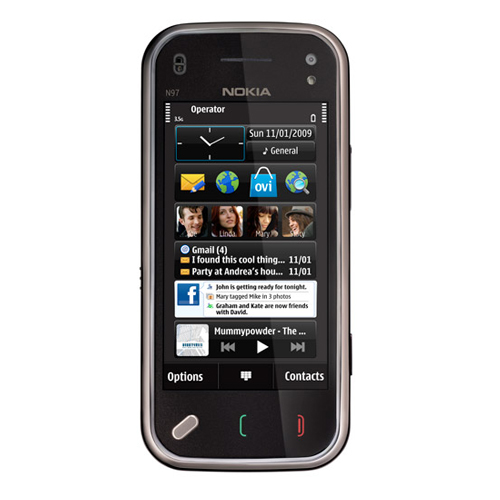 NOKIA
N97
Operator
3.5G
Sun 11/01/2009
General
ovi
Linda
Mary
Gmail (4)
I found this cool thing... 11/01
Party at Andrea's hou... 11/01
John is getting ready for tonight.
Mary tagged Mike in 3 photos
Graham and Kate are now friends
with David.
Mummypowder - The ...
Options
Contacts